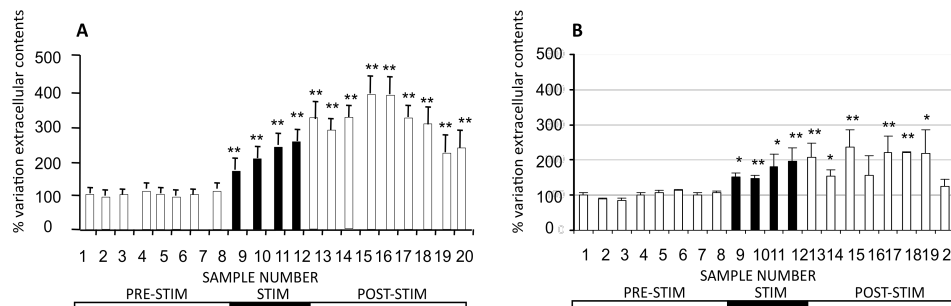 A
% variation extracellular contents
500
400
300
200
100
0
** ** ** ** ** ** ** ** ** ** ** ** **
1 2 3 4 5 6 7 8 9 10 11 12 13 14 15 16 17 18 19 20
SAMPLE NUMBER
PRE-STIM STIM POST-STIM
B
% variation extracellular contents
500
400
300
200
100
0
* ** * ** ** * ** ** ** *
1 2 3 4 5 6 7 8 9 10 11 12 13 14 15 16 17 18 19 2
SAMPLE NUMBER
PRE-STIM STIM POST-STIM